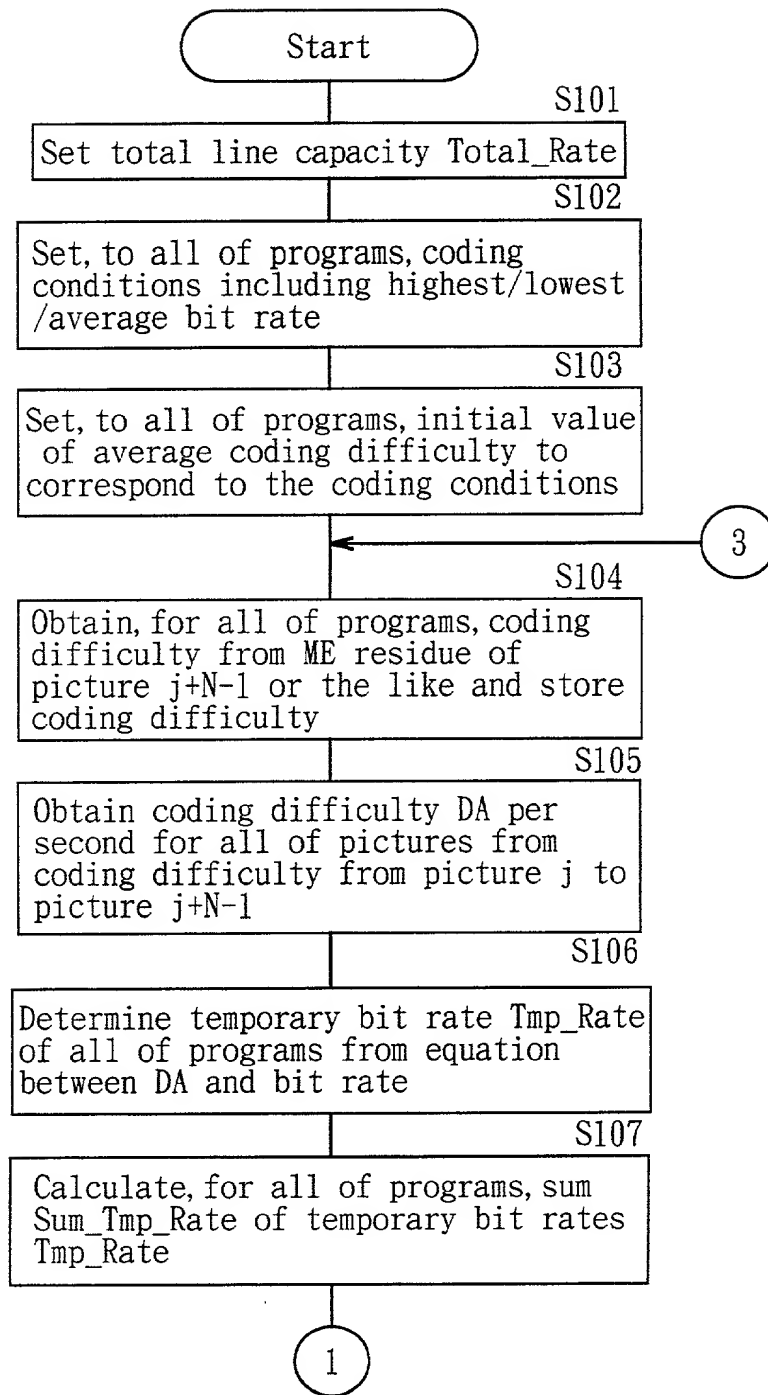 Start
S101
Set total line capacity Total_Rate
S102
Set, to all of programs, coding
conditions including highest/lowest
/average bit rate
S103
Set, to all of programs, initial value
of average coding difficulty to
correspond to the coding conditions
3
S104
Obtain, for all of programs, coding
difficulty from ME residue of
picture j+N-1 or the like and store
coding difficulty
S105
Obtain coding difficulty DA per
second for all of pictures from
coding difficulty from picture j to
picture j+N-1
S106
Determine temporary bit rate Tmp_Rate
of all of programs from equation
between DA and bit rate
S107
Calculate, for all of programs, sum
Sum_Tmp_Rate of temporary bit rates
Tmp_Rate
1